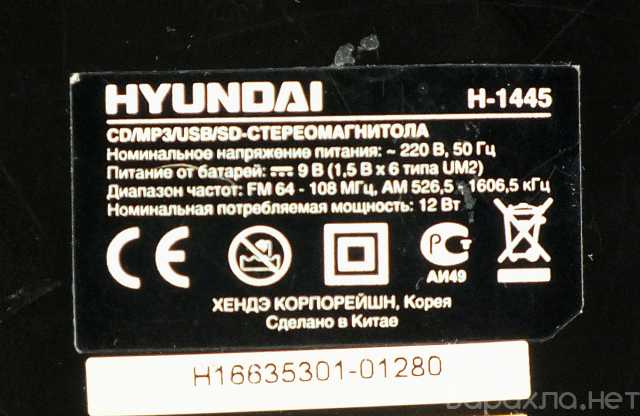 HYUNDAI H-1445
CD/MP3/USB/SD-СТЕРЕОМАГНИТОЛА
Номинальное напряжение питания: ~ 220 В, 50 Гц
Питание от батарей: ⎓ 9 В (1,5 В x 6 типа UM2)
Диапазон частот: FM 64 - 108 МГц, AM 526,5 - 1606,5 кГц
Номинальная потребляемая мощность: 12 Вт
CE
АИ49
ХЕНДЭ КОРПОРЕЙШН, Корея
Сделано в Китае
H16635301-01280
барахла.нет